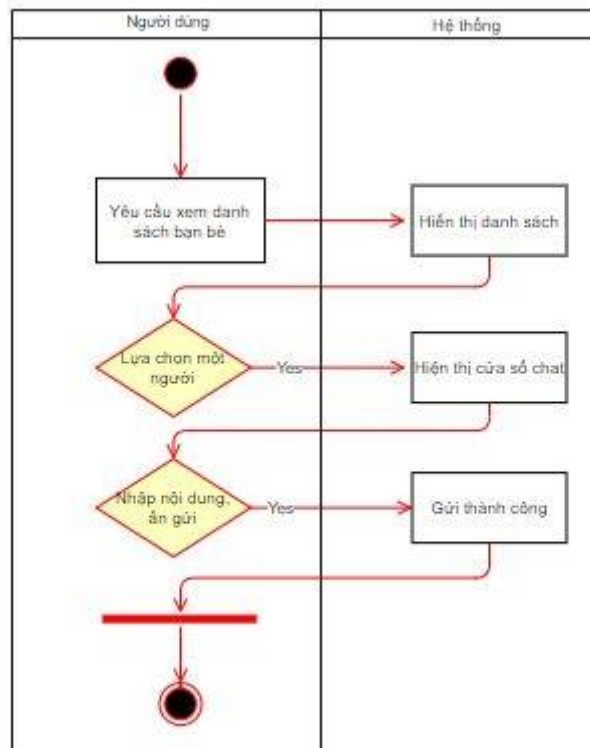 Người dùng
Hệ thống
Yêu cầu xem danh
sách bạn bè
Hiển thị danh sách
Lựa chọn một
người
Yes
Hiện thị cửa sổ chat
Nhập nội dung,
ấn gửi
Yes
Gửi thành công